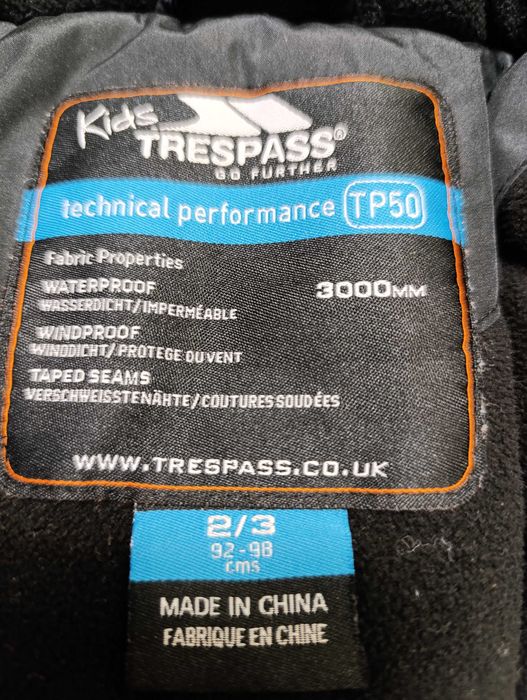 Kids
TRESPASS®
GO FURTHER
technical performance TP50
Fabric Properties
WATERPROOF 3000MM
WASSERDICHT/IMPERMÉABLE
WINDPROOF
WINDDICHT/PROTEGE DU VENT
TAPED SEAMS
VERSCHWEISSTENÄHTE/COUTURES SOUDÉES
WWW.TRESPASS.CO.UK
2/3
92-98
cms
MADE IN CHINA
FABRIQUE EN CHINE